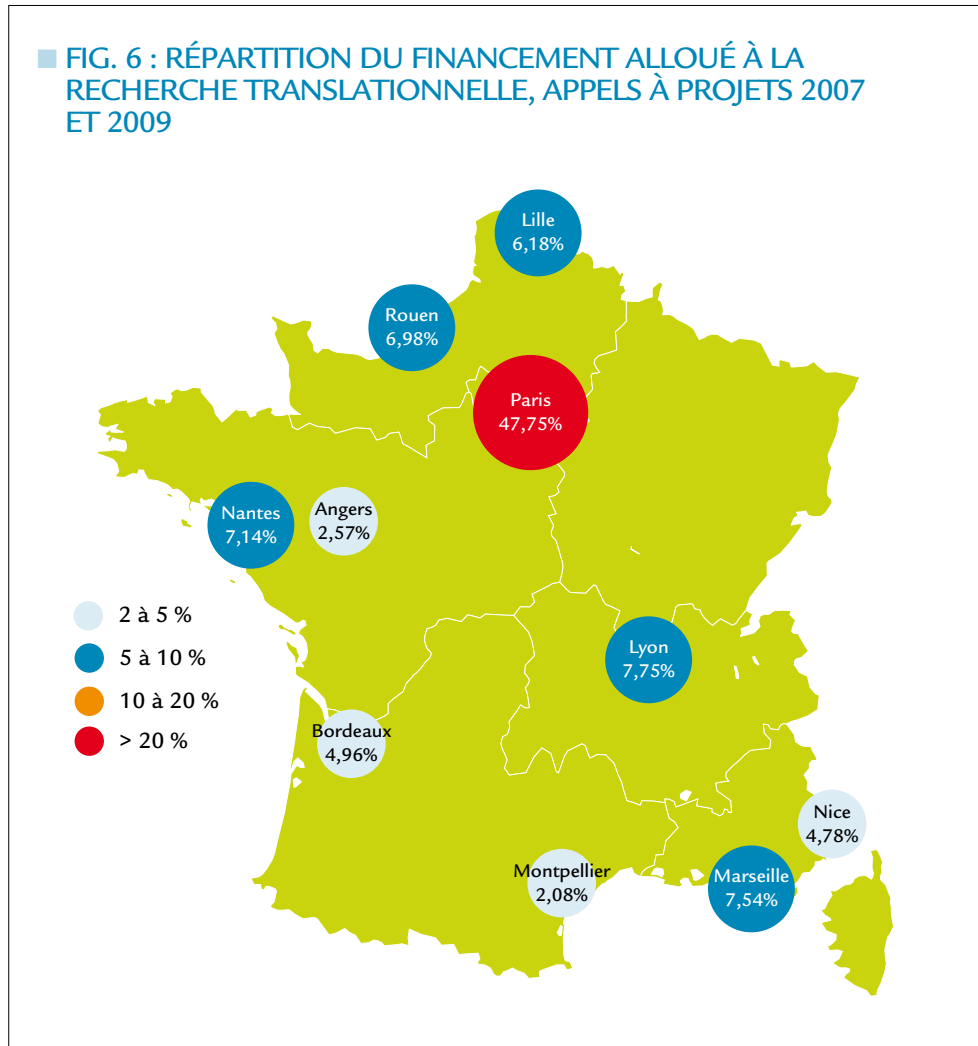 FIG. 6 : RÉPARTITION DU FINANCEMENT ALLOUÉ À LA
RECHERCHE TRANSLATIONNELLE, APPELS À PROJETS 2007
ET 2009
Lille
6,18%
Rouen
6,98%
Paris
47,75%
Nantes
7,14%
Angers
2,57%
2 à 5 %
5 à 10 %
10 à 20 %
> 20 %
Lyon
7,75%
Bordeaux
4,96%
Nice
4,78%
Montpellier
2,08%
Marseille
7,54%